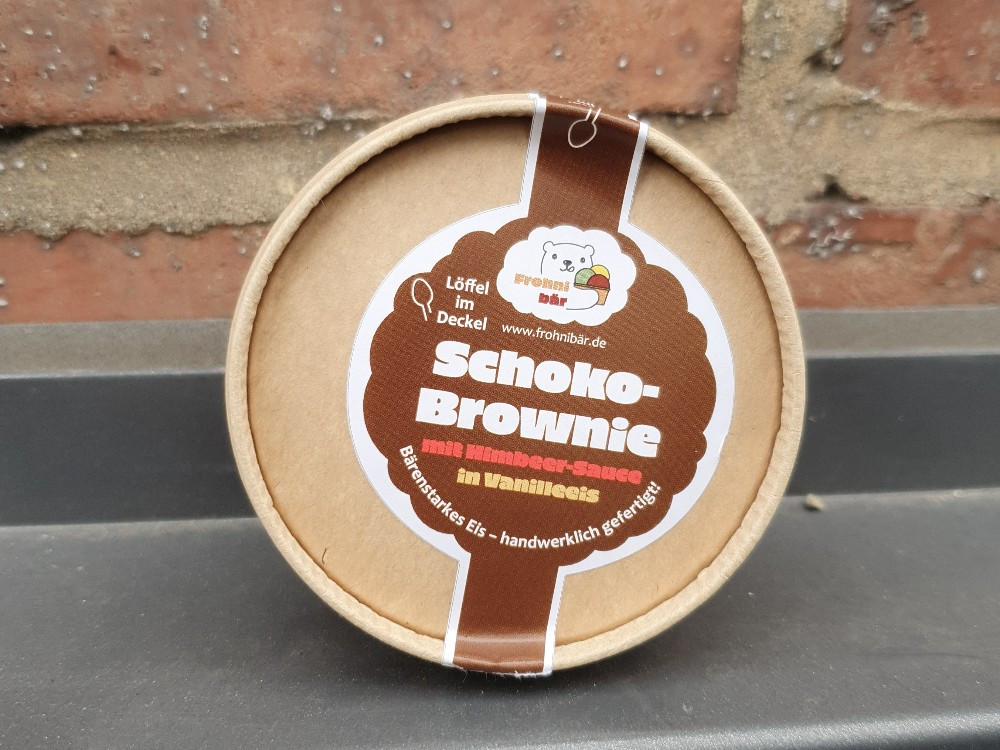 Frohni
bär
Löffel
im
Deckel
www.frohnibär.de
Schoko-
Brownie
mit Himbeer-Sauce
in Vanilleeis
Bärenstarkes Eis – handwerklich gefertigt!